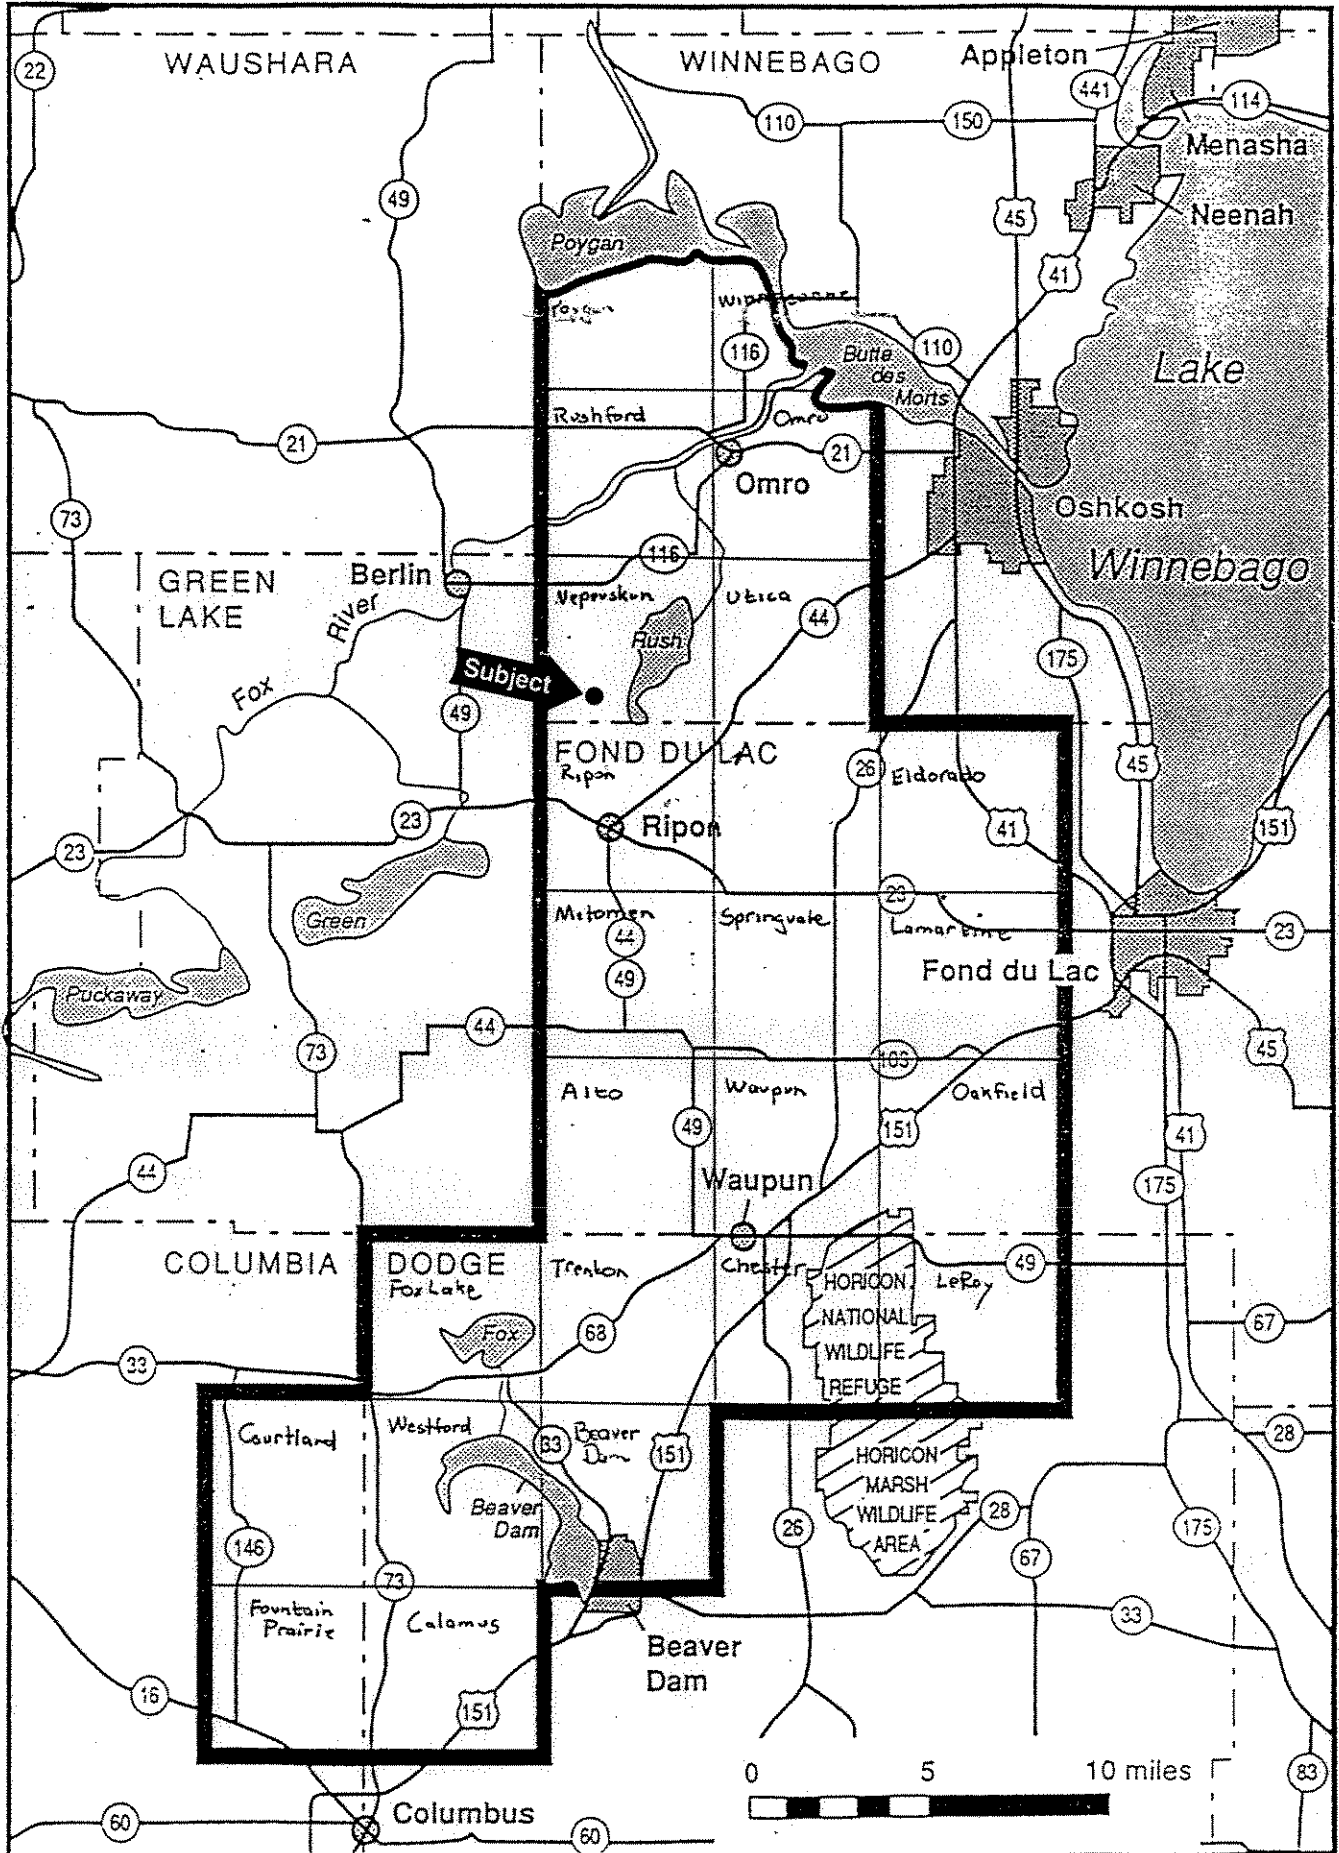 WAUSHARA
WINNEBAGO
Appleton
22
441
114
110
150
Menasha
49
45
Neenah
Poygan
41
116
110
Butte
des
Morts
Lake
Rushford
Omro
21
21
Omro
73
Oshkosh
GREEN
LAKE
Berlin
116
Winnebago
River
Utica
Rush
44
175
Subject
Fox
49
FOND DU LAC
Ripon
26
Eldorado
45
23
Ripon
41
151
23
Green
Springvale
23
Lamartine
44
23
Fond du Lac
49
Puckaway
44
73
45
Alto
Waupun
Oakfield
49
151
41
44
Waupun
175
COLUMBIA
DODGE
Fox Lake
Trenton
Chester
LeRoy
49
HORICON
NATIONAL
WILDLIFE
REFUGE
Fox
68
67
33
Courtland
Westford
33
Beaver
Dam
151
28
HORICON
MARSH
WILDLIFE
AREA
Beaver
Dam
28
146
26
175
67
73
Fountain
Prairie
Calamus
33
Beaver
Dam
16
151
0 5 10 miles
83
Columbus
60
60